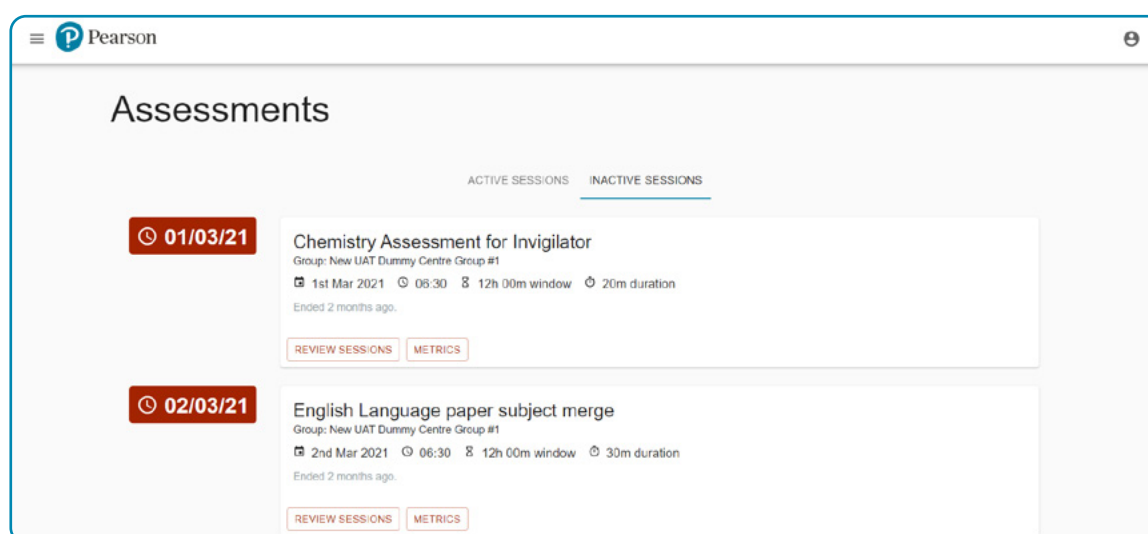 Pearson
Assessments
ACTIVE SESSIONS INACTIVE SESSIONS
01/03/21
Chemistry Assessment for Invigilator
Group: New UAT Dummy Centre Group #1
1st Mar 2021 06:30 12h 00m window 20m duration
Ended 2 months ago.
REVIEW SESSIONS METRICS
02/03/21
English Language paper subject merge
Group: New UAT Dummy Centre Group #1
2nd Mar 2021 06:30 12h 00m window 30m duration
Ended 2 months ago.
REVIEW SESSIONS METRICS